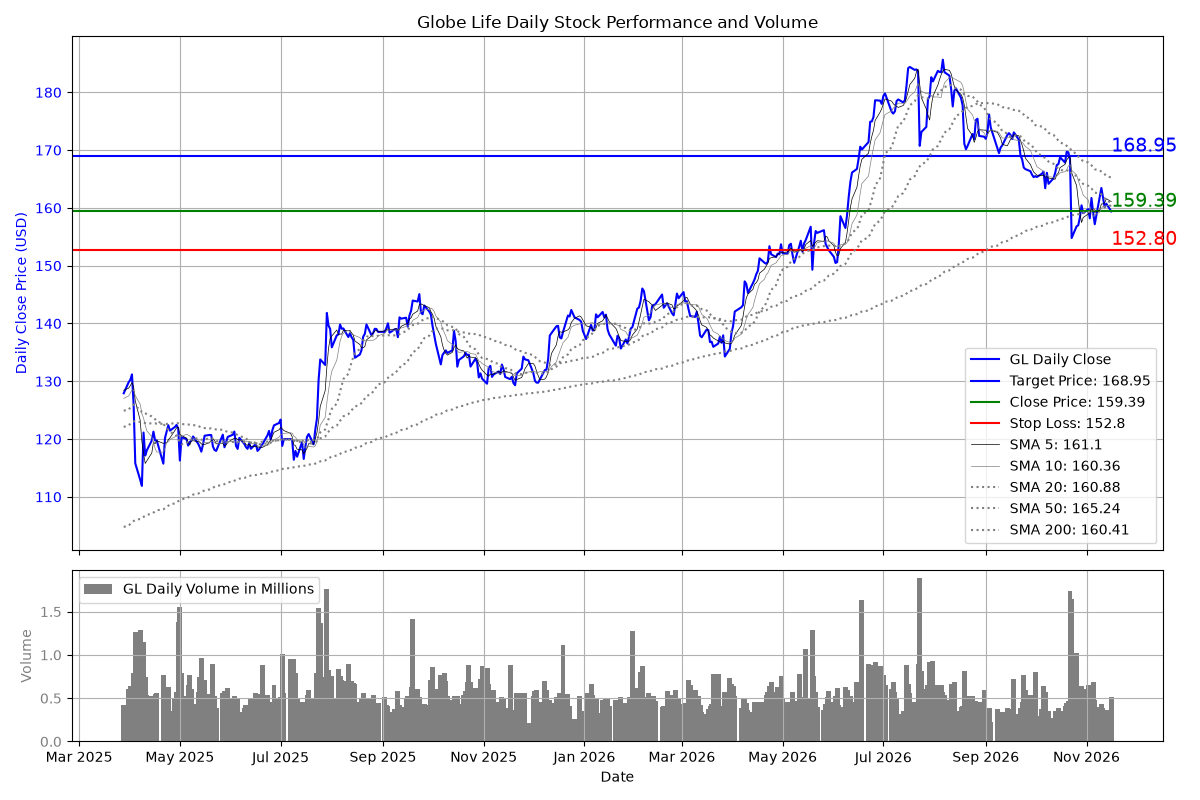 Globe Life Daily Stock Performance and Volume
Daily Close Price (USD)
180
170
160
150
140
130
120
110
168.95
159.39
152.80
GL Daily Close
Target Price: 168.95
Close Price: 159.39
Stop Loss: 152.8
SMA 5: 161.1
SMA 10: 160.36
SMA 20: 160.88
SMA 50: 165.24
SMA 200: 160.41
GL Daily Volume in Millions
Volume
1.5
1.0
0.5
0.0
Mar 2025 May 2025 Jul 2025 Sep 2025 Nov 2025 Jan 2026 Mar 2026 May 2026 Jul 2026 Sep 2026 Nov 2026
Date